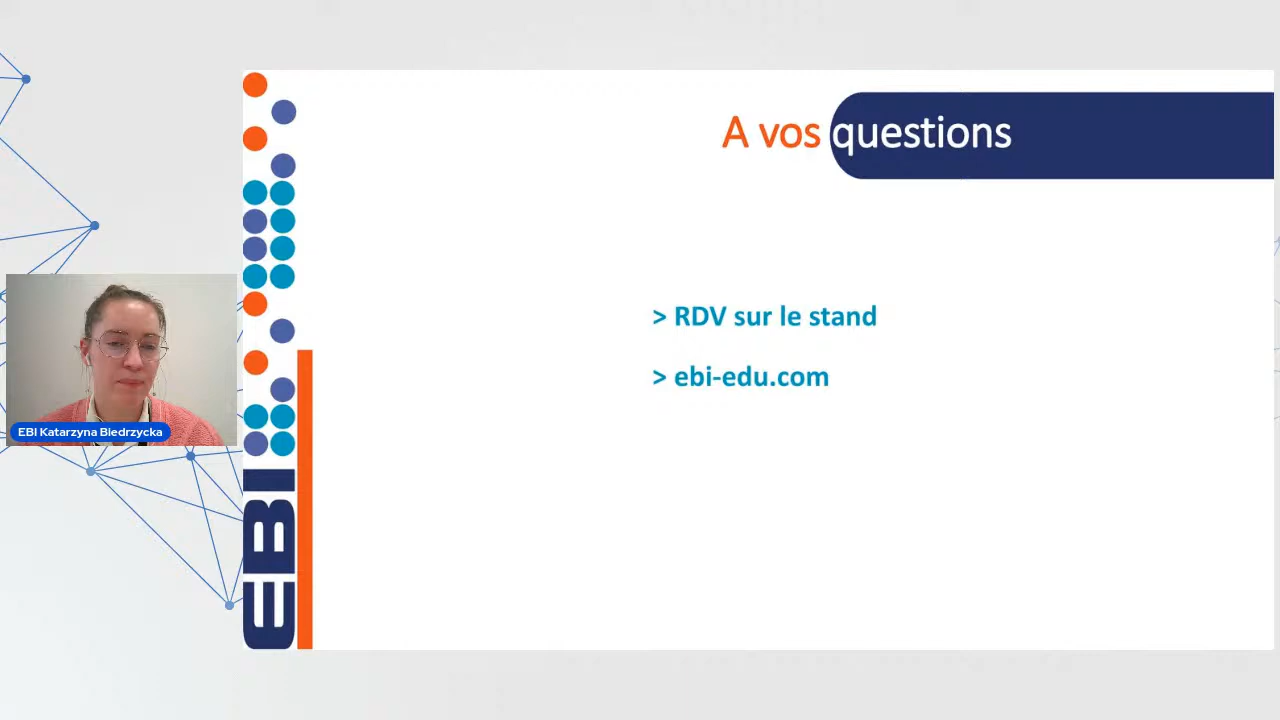 A vos questions
> RDV sur le stand
> ebi-edu.com
EBI Katarzyna Biedrzycka
EBI